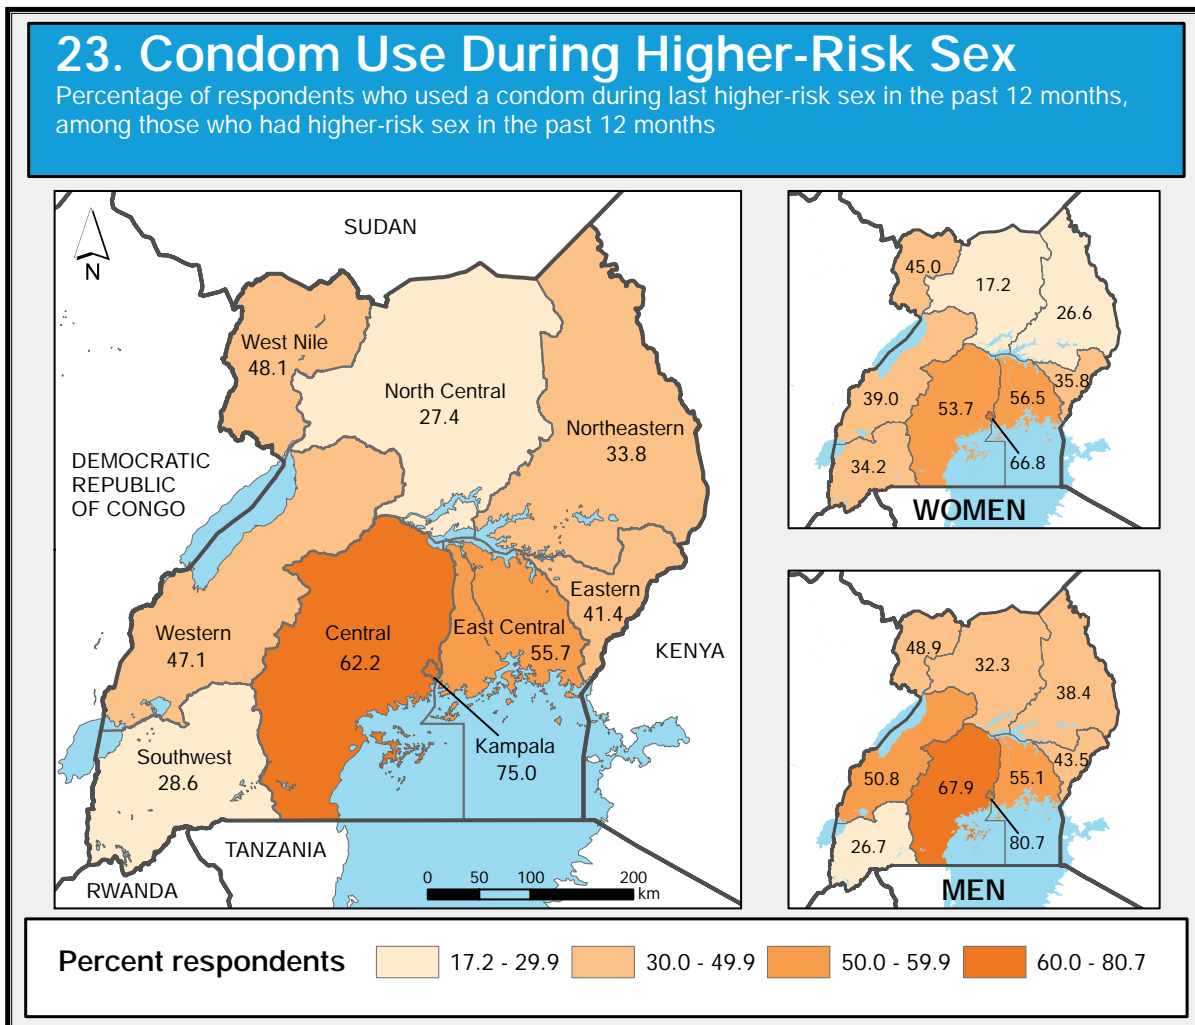 23. Condom Use During Higher-Risk Sex
Percentage of respondents who used a condom during last higher-risk sex in the past 12 months,
among those who had higher-risk sex in the past 12 months
N
SUDAN
West Nile
48.1
North Central
27.4
Northeastern
33.8
DEMOCRATIC
REPUBLIC
OF CONGO
Eastern
41.4
Western
47.1
Central
62.2
East Central
55.7
KENYA
Kampala
75.0
Southwest
28.6
TANZANIA
RWANDA
0 50 100 200
km
45.0
17.2
26.6
35.8
39.0
53.7
56.5
34.2
66.8
WOMEN
48.9
32.3
38.4
43.5
50.8
67.9
55.1
26.7
80.7
MEN
Percent respondents
17.2 - 29.9
30.0 - 49.9
50.0 - 59.9
60.0 - 80.7